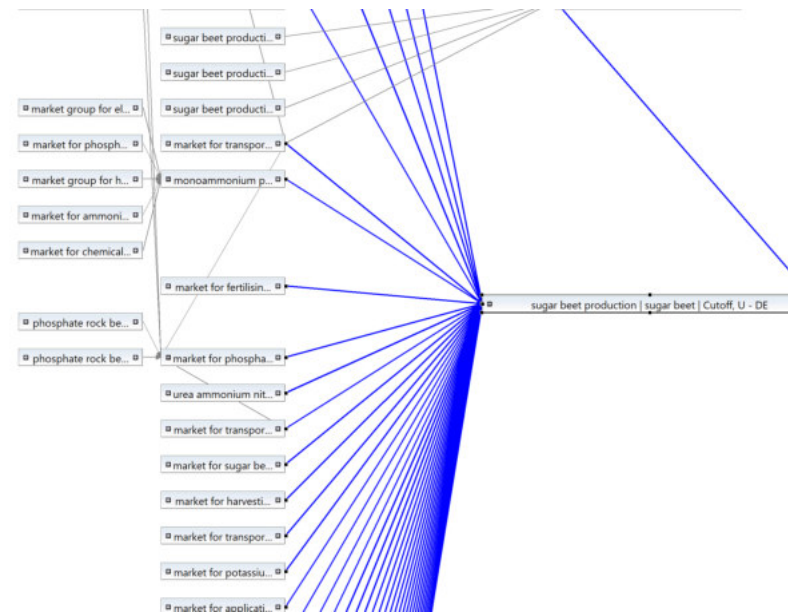 sugar beet producti...
sugar beet producti...
sugar beet producti...
market group for el...
market for transpor...
market for phosph...
monoammonium p...
market group for h...
market for ammoni...
market for chemical...
market for fertilisin...
sugar beet production | sugar beet | Cutoff, U - DE
phosphate rock be...
market for phospha...
phosphate rock be...
urea ammonium nit...
market for transpor...
market for sugar be...
market for harvesti...
market for transpor...
market for potassiu...
market for applicati...